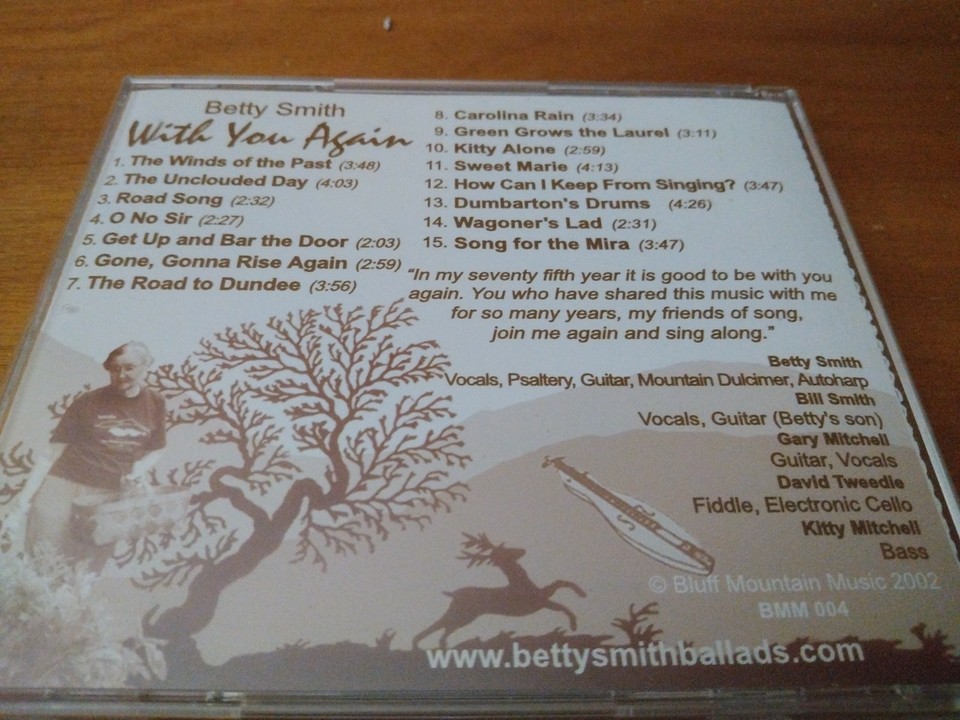 Betty Smith
With You Again
1. The Winds of the Past (3:48)
2. The Unclouded Day (4:03)
3. Road Song (2:32)
4. O No Sir (2:27)
5. Get Up and Bar the Door (2:03)
6. Gone, Gonna Rise Again (2:59)
7. The Road to Dundee (3:56)
8. Carolina Rain (3:34)
9. Green Grows the Laurel (3:11)
10. Kitty Alone (2:59)
11. Sweet Marie (4:13)
12. How Can I Keep From Singing? (3:47)
13. Dumbarton's Drums (4:26)
14. Wagoner's Lad (2:31)
15. Song for the Mira (3:47)
"In my seventy fifth year it is good to be with you
again. You who have shared this music with me
for so many years, my friends of song,
join me again and sing along."
Betty Smith
Vocals, Psaltery, Guitar, Mountain Dulcimer, Autoharp
Bill Smith
Vocals, Guitar (Betty's son)
Gary Mitchell
Guitar, Vocals
David Tweedie
Fiddle, Electronic Cello
Kitty Mitchell
Bass
© Bluff Mountain Music 2002
BMM 004
www.bettysmithballads.com